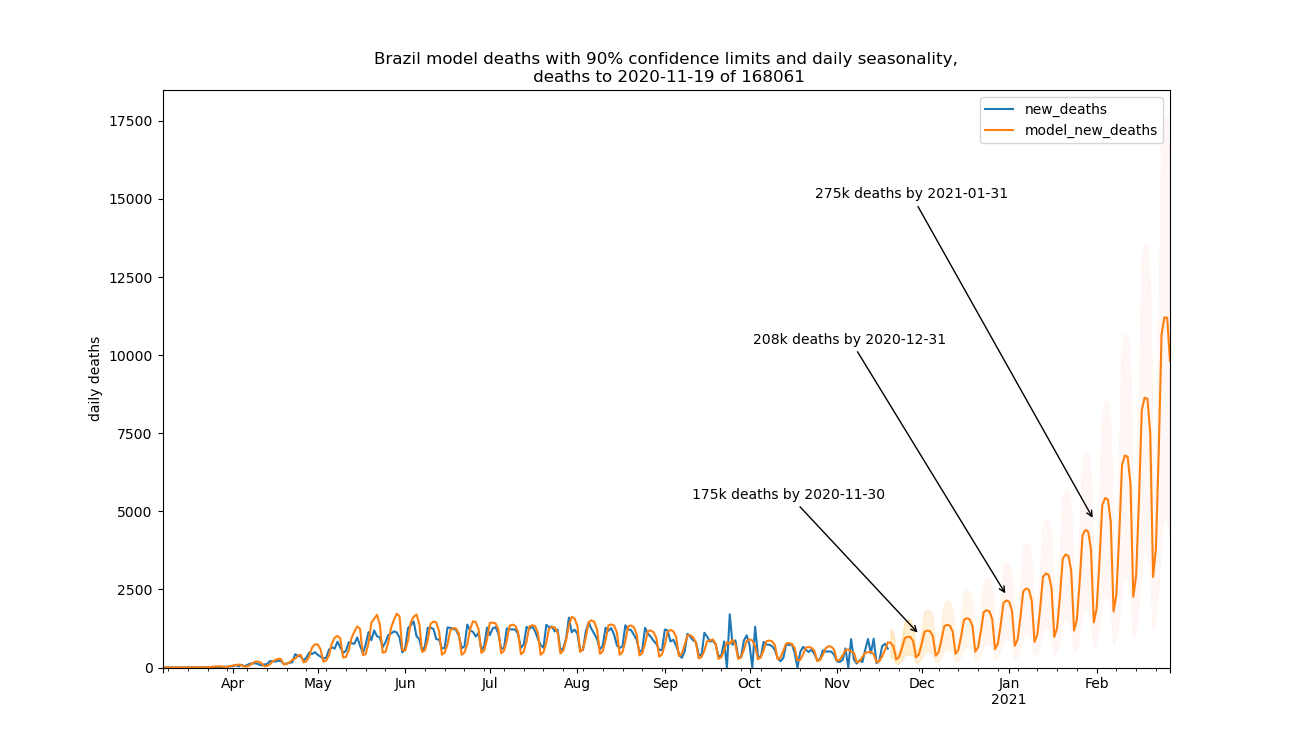 Brazil model deaths with 90% confidence limits and daily seasonality,
deaths to 2020-11-19 of 168061
new_deaths
model_new_deaths
17500
15000
12500
10000
7500
5000
2500
0
daily deaths
275k deaths by 2021-01-31
208k deaths by 2020-12-31
175k deaths by 2020-11-30
Apr May Jun Jul Aug Sep Oct Nov Dec Jan Feb
2021